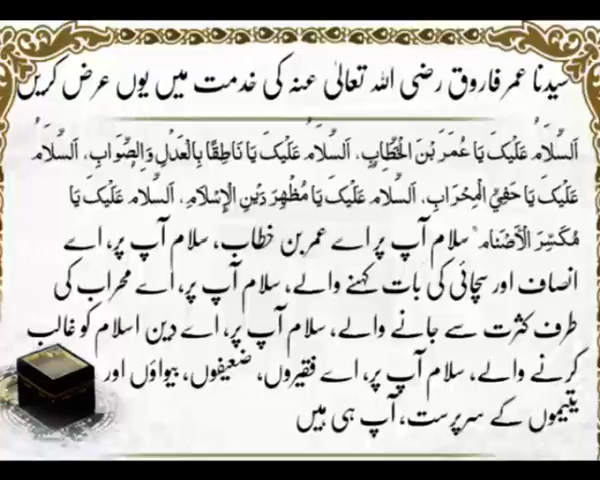 سیدنا عمر فاروق رضی اللہ تعالیٰ عنہ کی خدمت میں یوں عرض کریں
اَلسَّلَامُ عَلَیْکَ یَا عُمَرَ بْنَ الْخَطَّابِ، اَلسَّلَامُ عَلَیْکَ یَا نَاطِقًا بِالْعَدْلِ وَالصَّوَابِ، اَلسَّلَامُ
عَلَیْکَ یَا حَفِیَّ الْمِحْرَابِ، اَلسَّلَامُ عَلَیْکَ یَا مُظْهِرَ دِیْنِ الْاِسْلَامِ، اَلسَّلَامُ عَلَیْکَ یَا
مُکَسِّرَ الْاَصْنَامِ سلام آپ پر اے عمر بن خطاب، سلام آپ پر، اے
انصاف اور سچائی کی بات کہنے والے، سلام آپ پر، اے محراب کی
طرف کثرت سے جانے والے، سلام آپ پر، اے دین اسلام کو غالب
کرنے والے، سلام آپ پر، اے فقیروں، ضعیفوں، بیواؤں اور
یتیموں کے سرپرست، آپ ہی ہیں